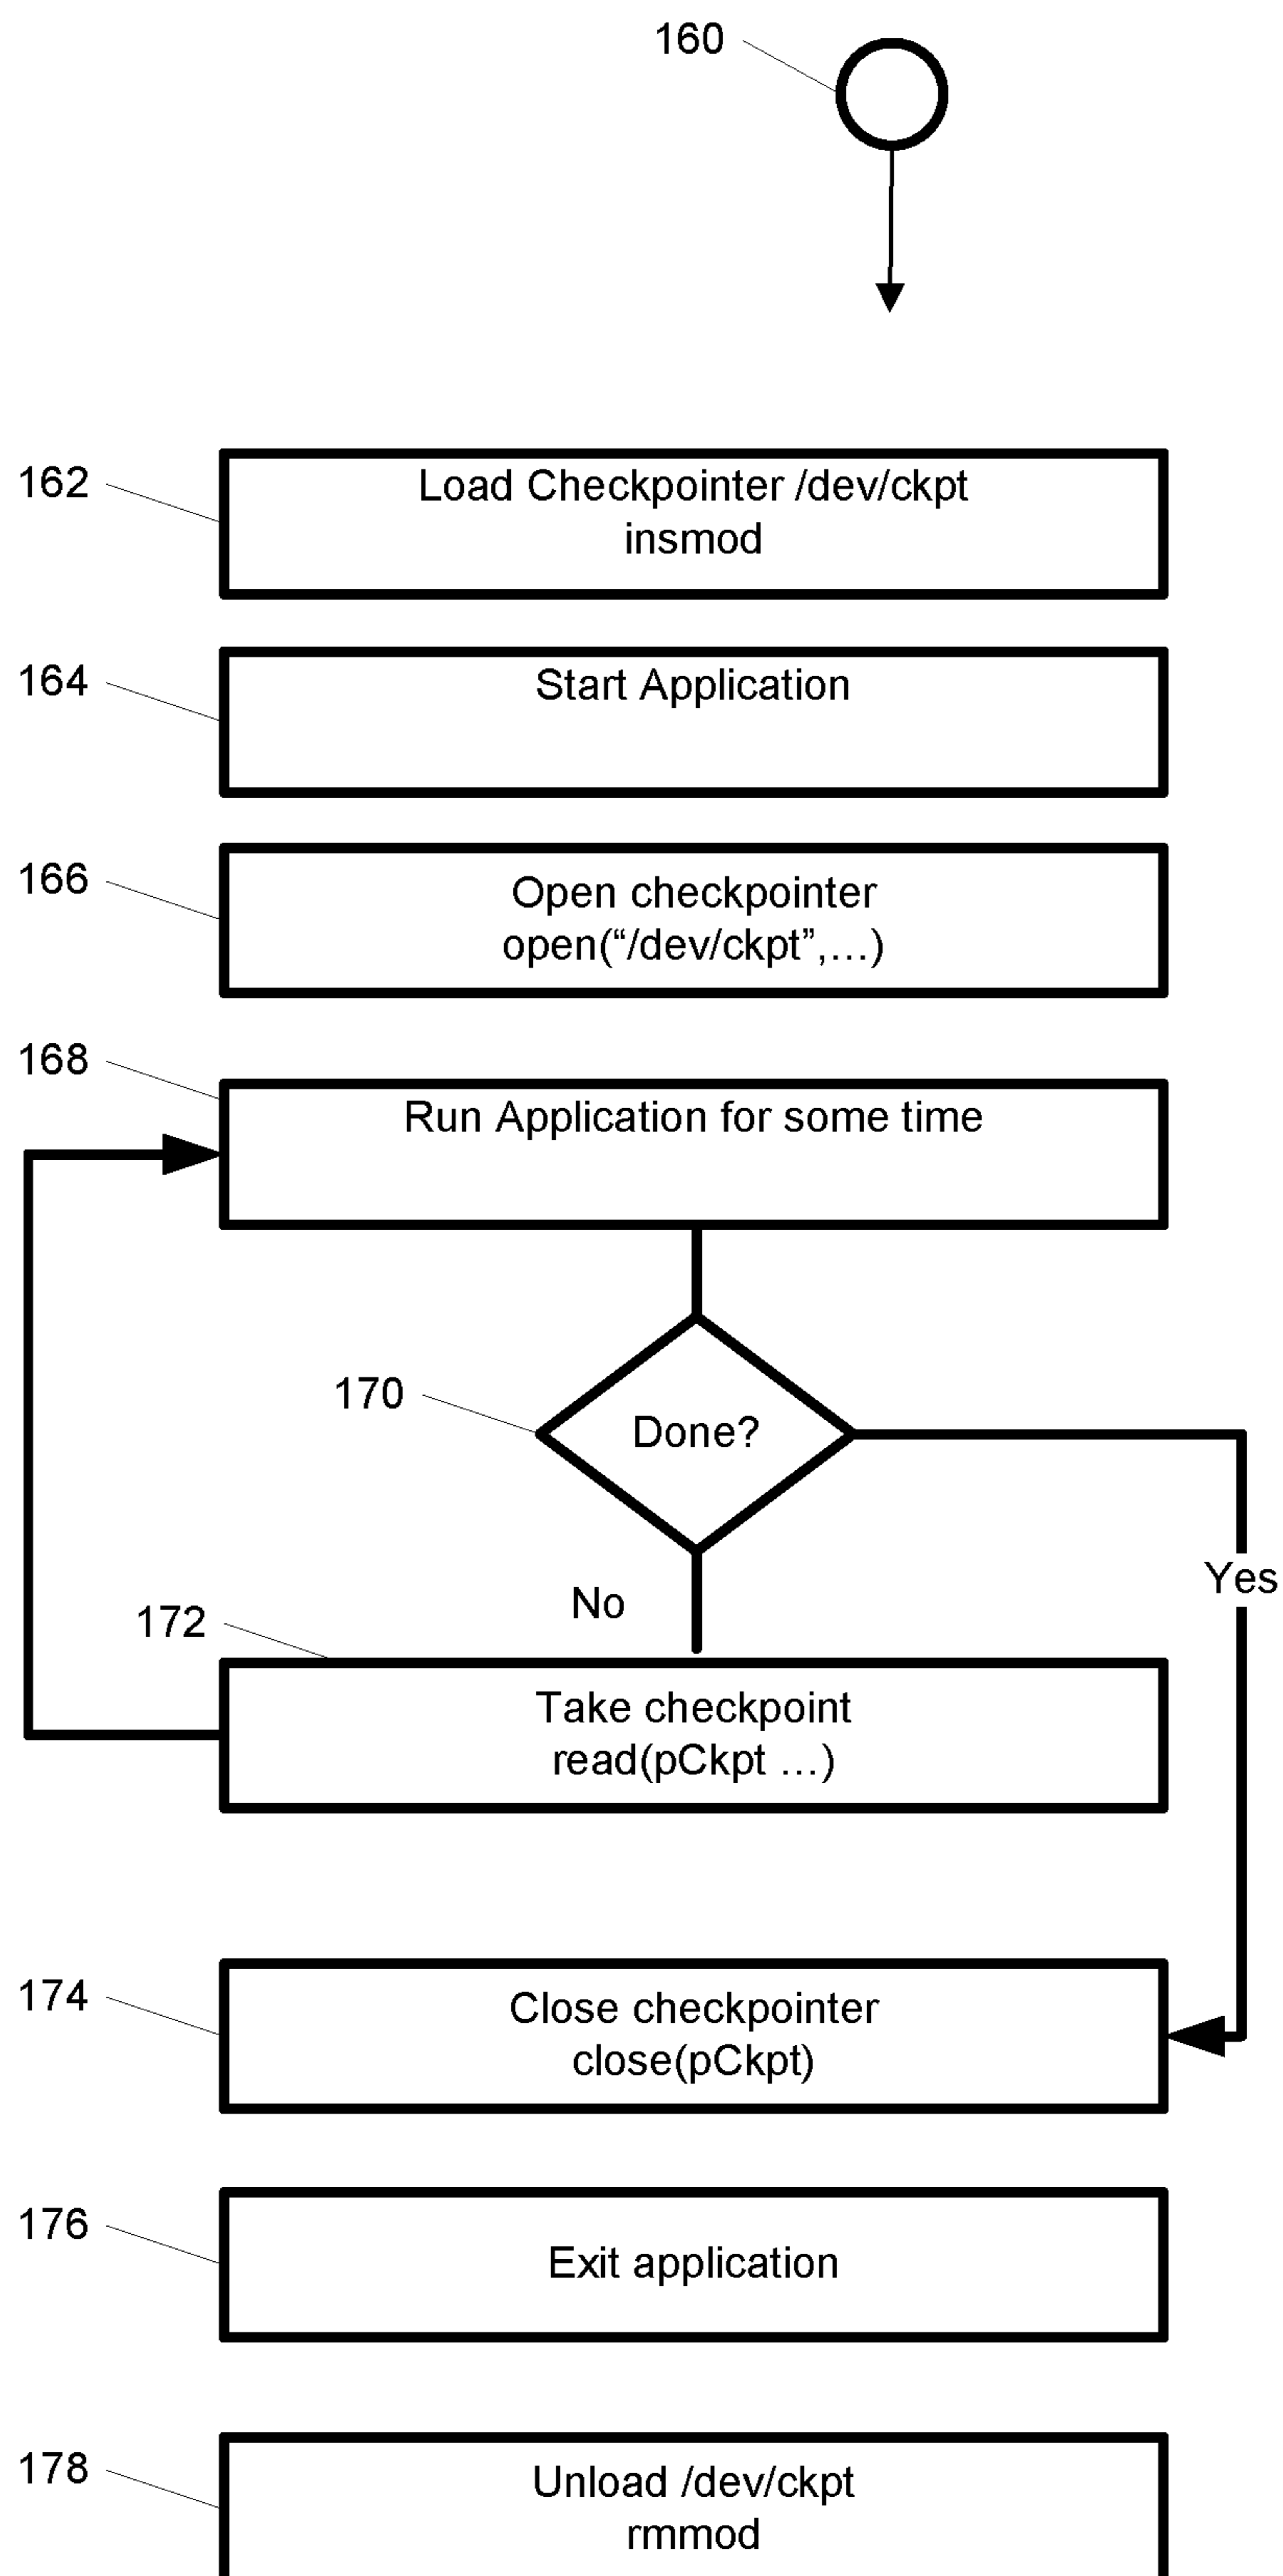 160
162
Load Checkpointer /dev/ckpt
insmod
164
Start Application
166
Open checkpointer
open(“/dev/ckpt”,…)
168
Run Application for some time
170
Done?
Yes
No
172
Take checkpoint
read(pCkpt …)
174
Close checkpointer
close(pCkpt)
176
Exit application
178
Unload /dev/ckpt
rmmod